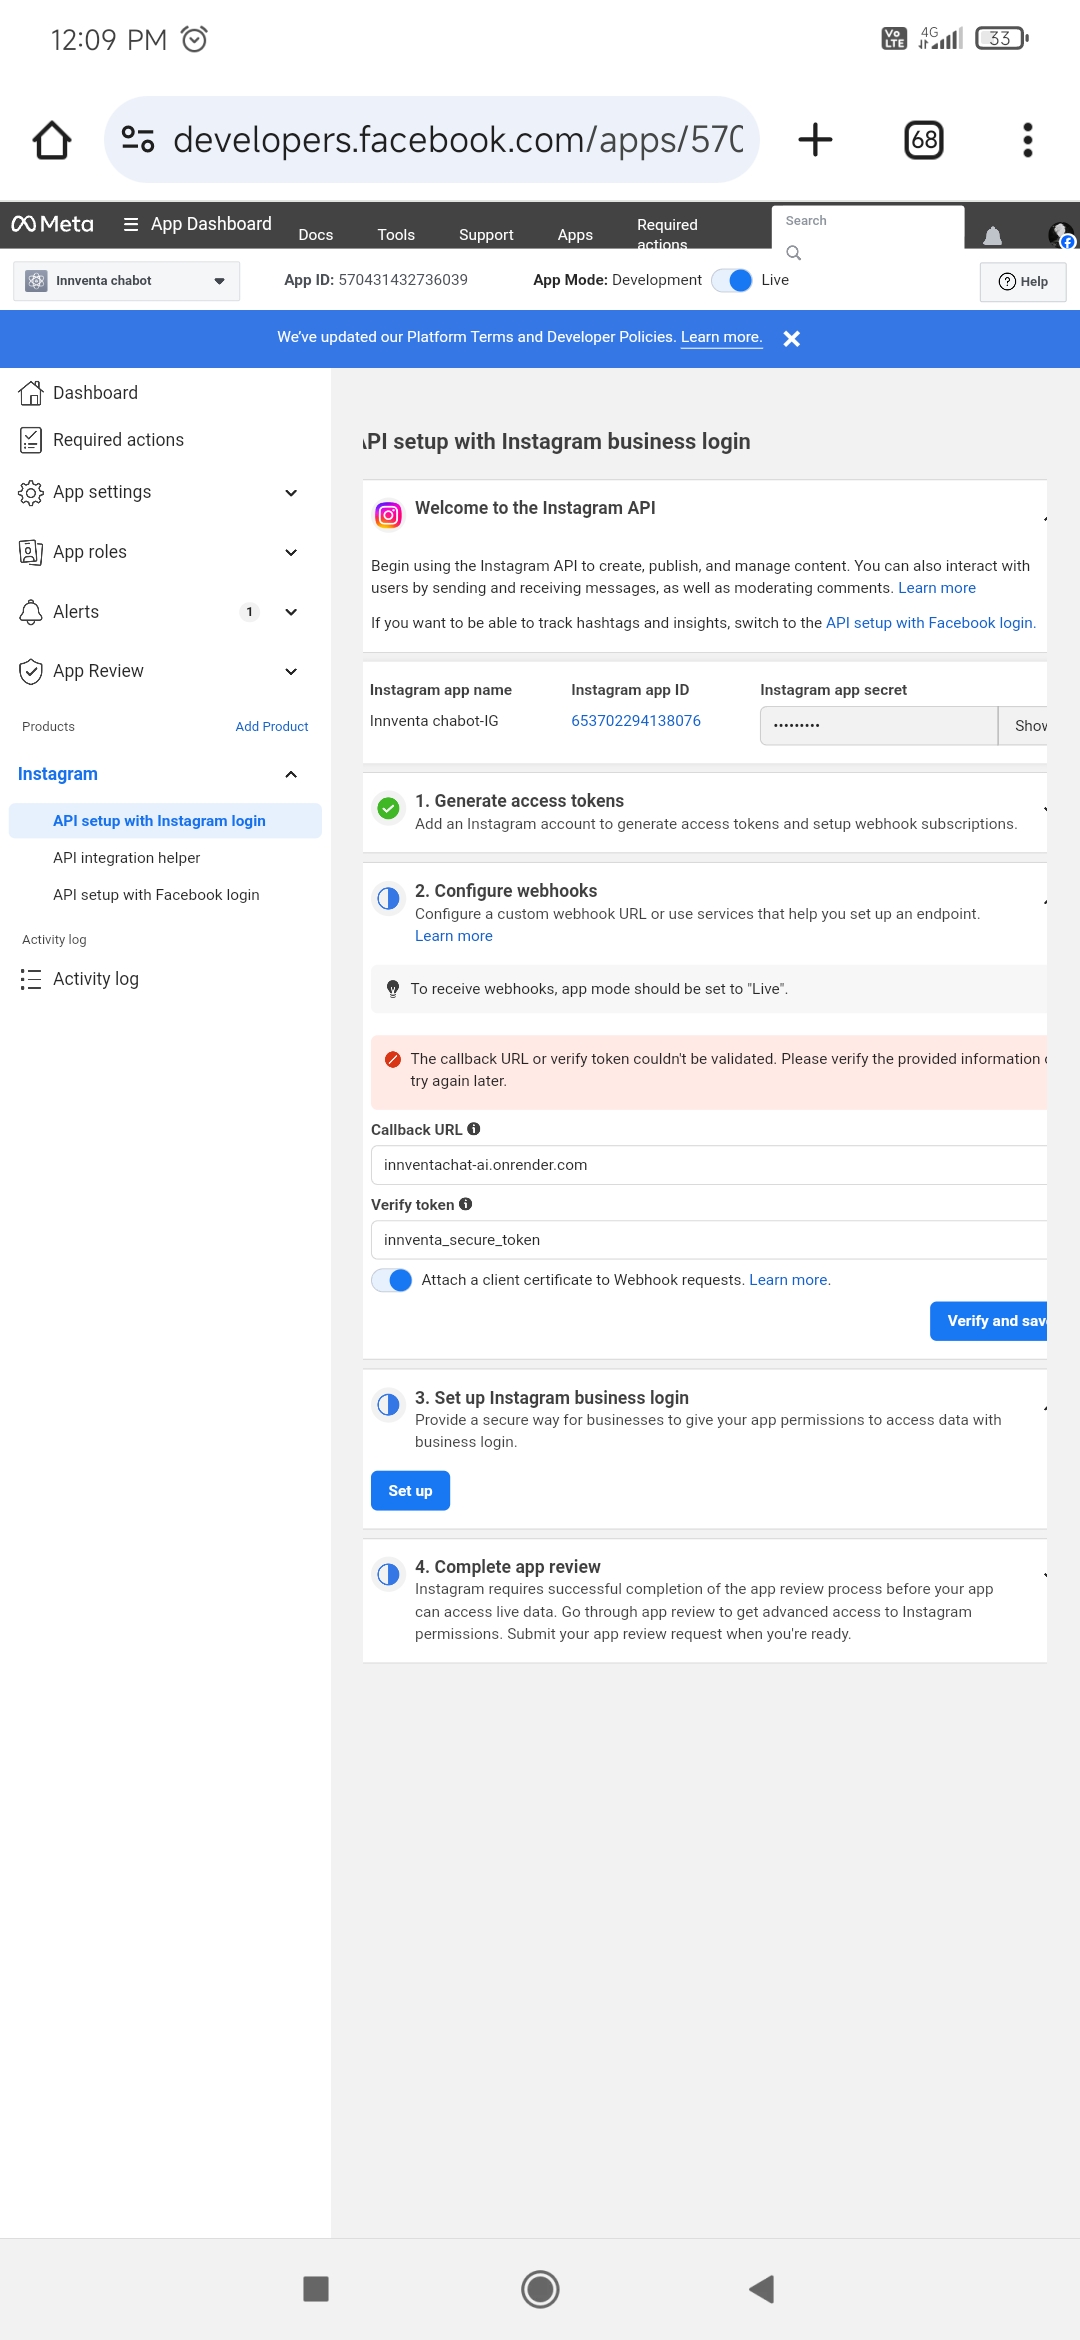 12:09 PM
Vo LTE
4G
33
developers.facebook.com/apps/570
68
Meta
App Dashboard
Docs
Tools
Support
Apps
Required actions
Search
Innventa chabot
App ID: 570431432736039
App Mode: Development
Live
Help
We've updated our Platform Terms and Developer Policies. Learn more.
Dashboard
Required actions
App settings
App roles
Alerts
1
App Review
Products
Add Product
Instagram
API setup with Instagram login
API integration helper
API setup with Facebook login
Activity log
Activity log
API setup with Instagram business login
Welcome to the Instagram API
Begin using the Instagram API to create, publish, and manage content. You can also interact with
users by sending and receiving messages, as well as moderating comments. Learn more
If you want to be able to track hashtags and insights, switch to the API setup with Facebook login.
Instagram app name
Instagram app ID
Instagram app secret
Innventa chabot-IG
653702294138076
•••••••••
Show
1. Generate access tokens
Add an Instagram account to generate access tokens and setup webhook subscriptions.
2. Configure webhooks
Configure a custom webhook URL or use services that help you set up an endpoint.
Learn more
To receive webhooks, app mode should be set to "Live".
The callback URL or verify token couldn't be validated. Please verify the provided information
try again later.
Callback URL
innventachat-ai.onrender.com
Verify token
innventa_secure_token
Attach a client certificate to Webhook requests. Learn more.
Verify and save
3. Set up Instagram business login
Provide a secure way for businesses to give your app permissions to access data with
business login.
Set up
4. Complete app review
Instagram requires successful completion of the app review process before your app
can access live data. Go through app review to get advanced access to Instagram
permissions. Submit your app review request when you're ready.